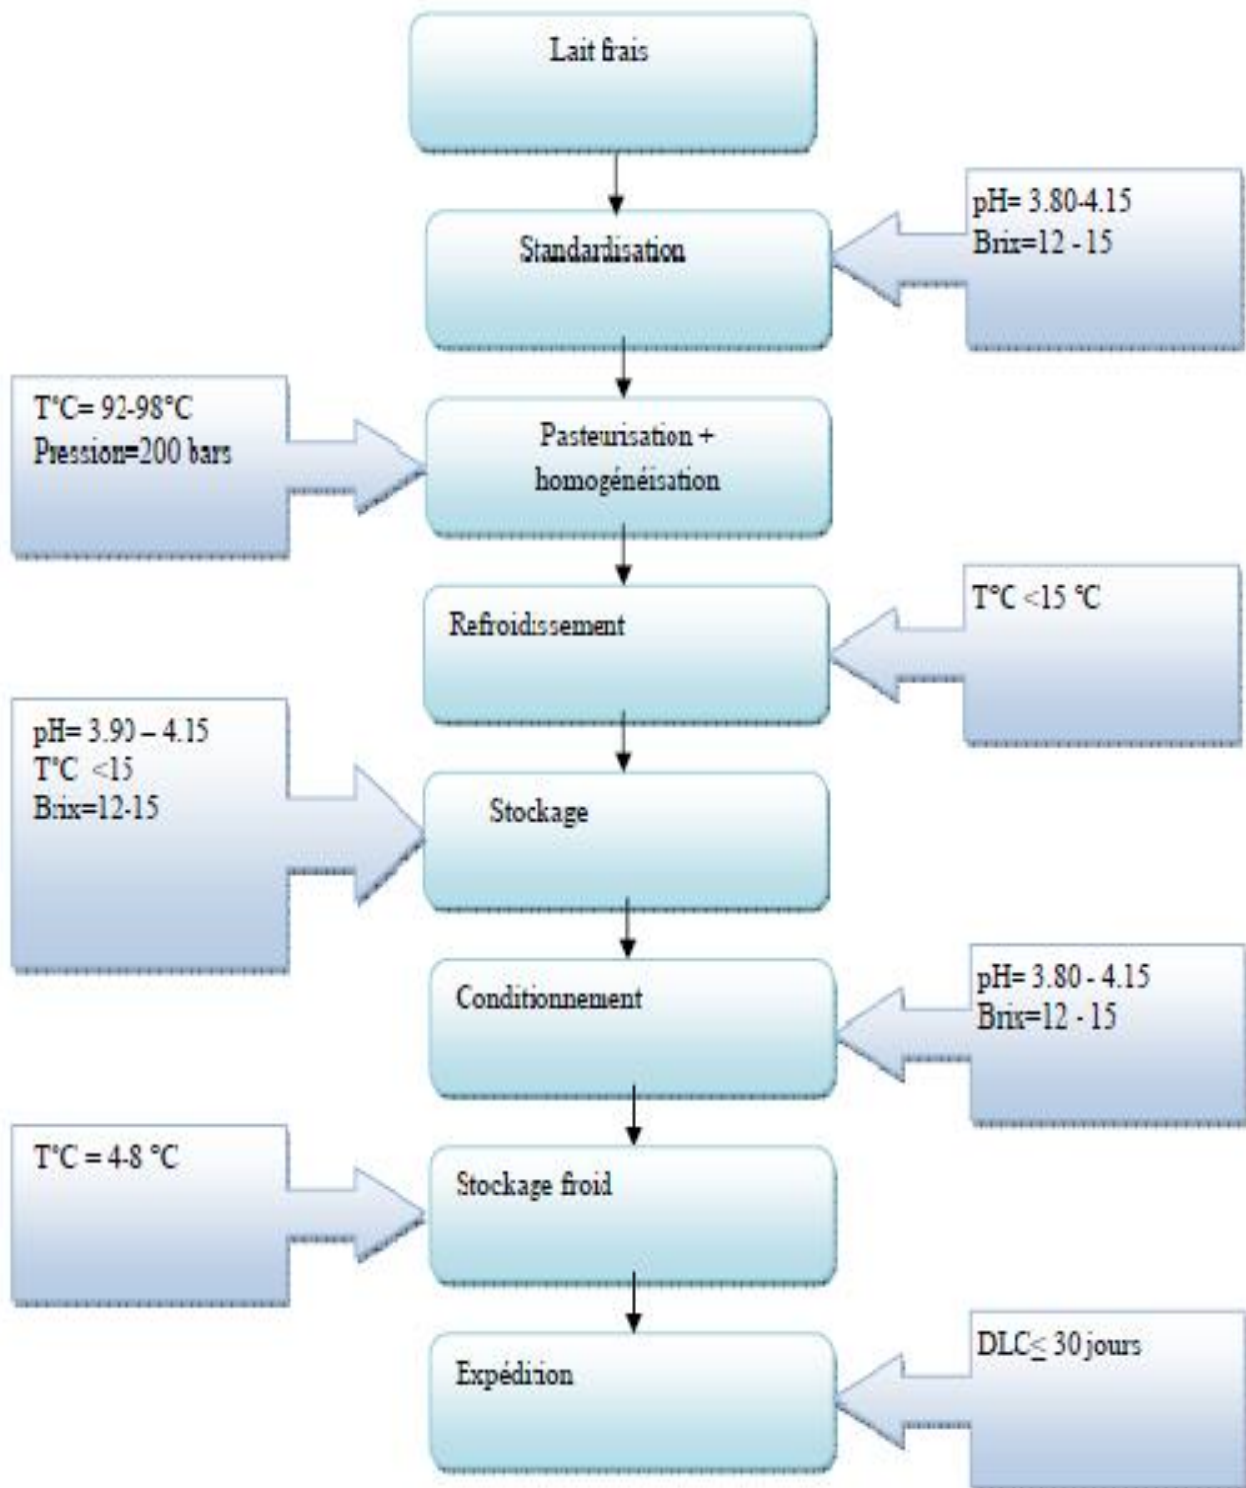 Lait frais
Standardisation
pH= 3.80-4.15
Brix=12 - 15
T°C= 92-98°C
Pression=200 bars
Pasteurisation +
homogénéisation
Refroidissement
T°C <15 °C
pH= 3.90 – 4.15
T°C <15
Brix=12-15
Stockage
Conditionnement
pH= 3.80 - 4.15
Brix=12 - 15
T°C = 4-8 °C
Stockage froid
Expédition
DLC≤ 30 jours